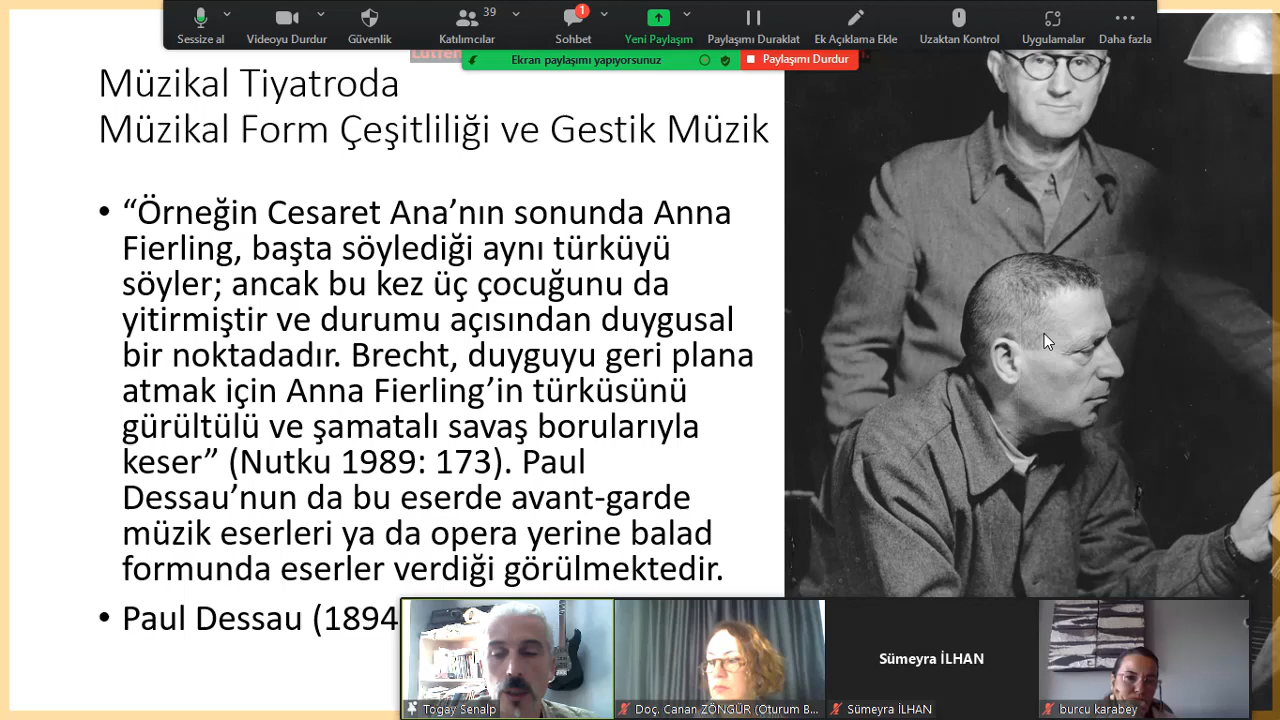 39
1
Sessize al
Videoyu Durdur
Güvenlik
Katılımcılar
Sohbet
Yeni Paylaşım
Paylaşımı Duraklat
Ek Açıklama Ekle
Uzaktan Kontrol
Uygulamalar
Daha fazla
Ekran paylaşımı yapıyorsunuz
Paylaşımı Durdur
Müzikal Tiyatroda
Müzikal Form Çeşitliliği ve Gestik Müzik
• “Örneğin Cesaret Ana’nın sonunda Anna
Fierling, başta söylediği aynı türküyü
söyler; ancak bu kez üç çocuğunu da
yitirmiştir ve durumu açısından duygusal
bir noktadadır. Brecht, duyguyu geri plana
atmak için Anna Fierling’in türküsünü
gürültülü ve şamatalı savaş borularıyla
keser” (Nutku 1989: 173). Paul
Dessau’nun da bu eserde avant-garde
müzik eserleri ya da opera yerine balad
formunda eserler verdiği görülmektedir.
• Paul Dessau (1894
Togay Senalp
Doç. Canan ZÖNGÜR (Oturum B...
Sümeyra İLHAN
Sümeyra İLHAN
burcu karabey